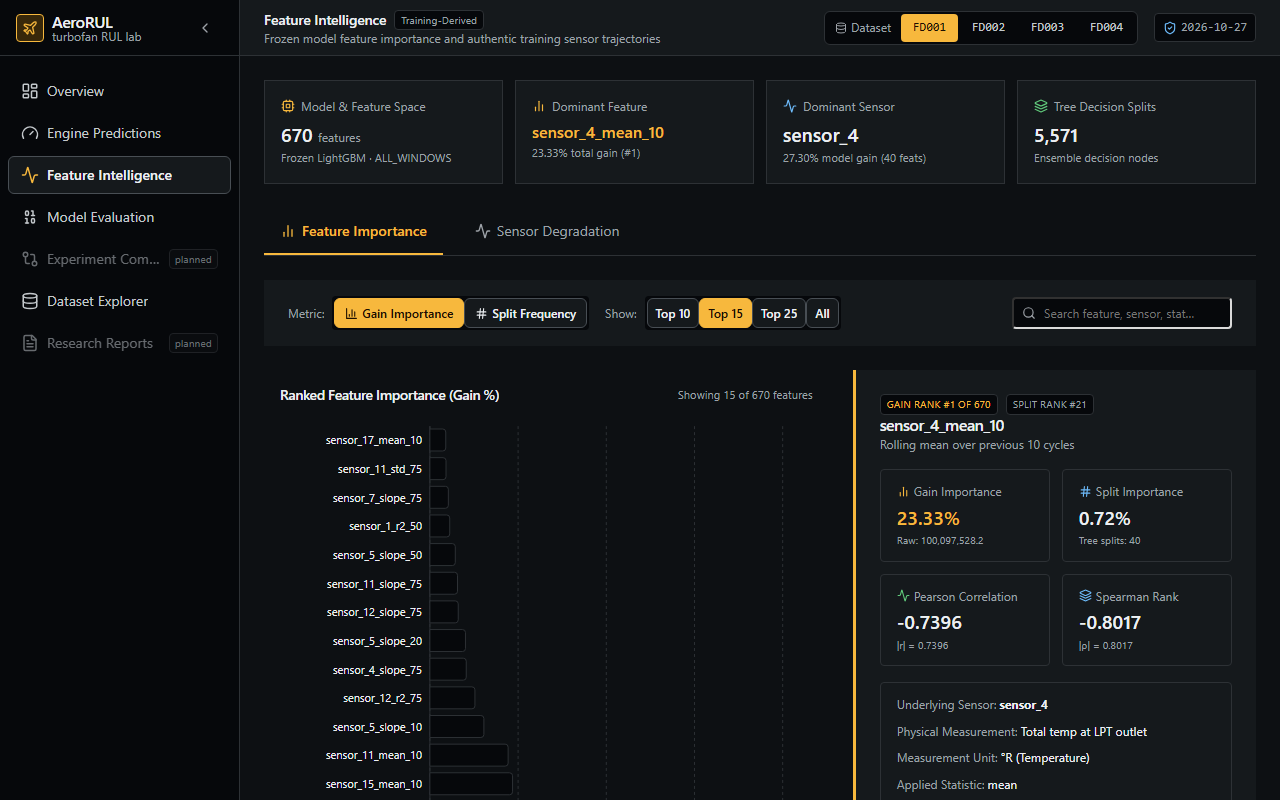 AeroRUL
turbofan RUL lab
Overview
Engine Predictions
Feature Intelligence
Model Evaluation
Experiment Com... planned
Dataset Explorer
Research Reports planned
Feature Intelligence Training-Derived
Frozen model feature importance and authentic training sensor trajectories
Dataset FD001 FD002 FD003 FD004 2026-10-27
Model & Feature Space
670 features
Frozen LightGBM · ALL_WINDOWS
Dominant Feature
sensor_4_mean_10
23.33% total gain (#1)
Dominant Sensor
sensor_4
27.30% model gain (40 feats)
Tree Decision Splits
5,571
Ensemble decision nodes
Feature Importance Sensor Degradation
Metric: Gain Importance Split Frequency Show: Top 10 Top 15 Top 25 All Search feature, sensor, stat...
Ranked Feature Importance (Gain %) Showing 15 of 670 features
sensor_17_mean_10
sensor_11_std_75
sensor_7_slope_75
sensor_1_r2_50
sensor_5_slope_50
sensor_11_slope_75
sensor_12_slope_75
sensor_5_slope_20
sensor_4_slope_75
sensor_12_r2_75
sensor_5_slope_10
sensor_11_mean_10
sensor_15_mean_10
GAIN RANK #1 OF 670 SPLIT RANK #21
sensor_4_mean_10
Rolling mean over previous 10 cycles
Gain Importance
23.33%
Raw: 100,097,528.2
Split Importance
0.72%
Tree splits: 40
Pearson Correlation
-0.7396
|r| = 0.7396
Spearman Rank
-0.8017
|ρ| = 0.8017
Underlying Sensor: sensor_4
Physical Measurement: Total temp at LPT outlet
Measurement Unit: °R (Temperature)
Applied Statistic: mean